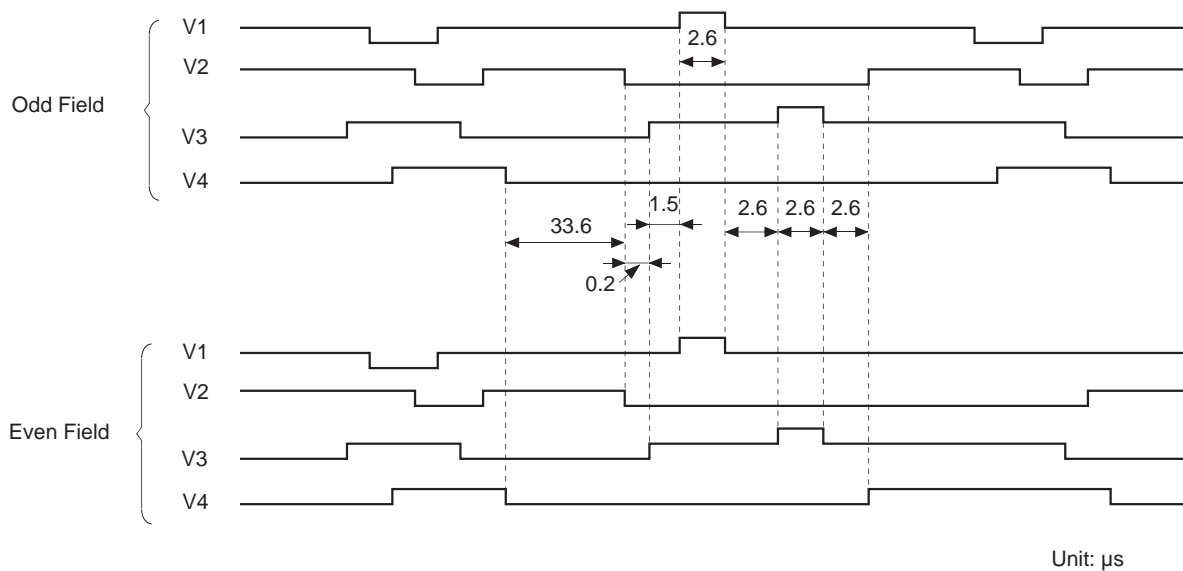 V1
2.6
V2
Odd Field
V3
V4
1.5
2.6 2.6 2.6
33.6
0.2
V1
V2
Even Field
V3
V4
Unit: µs